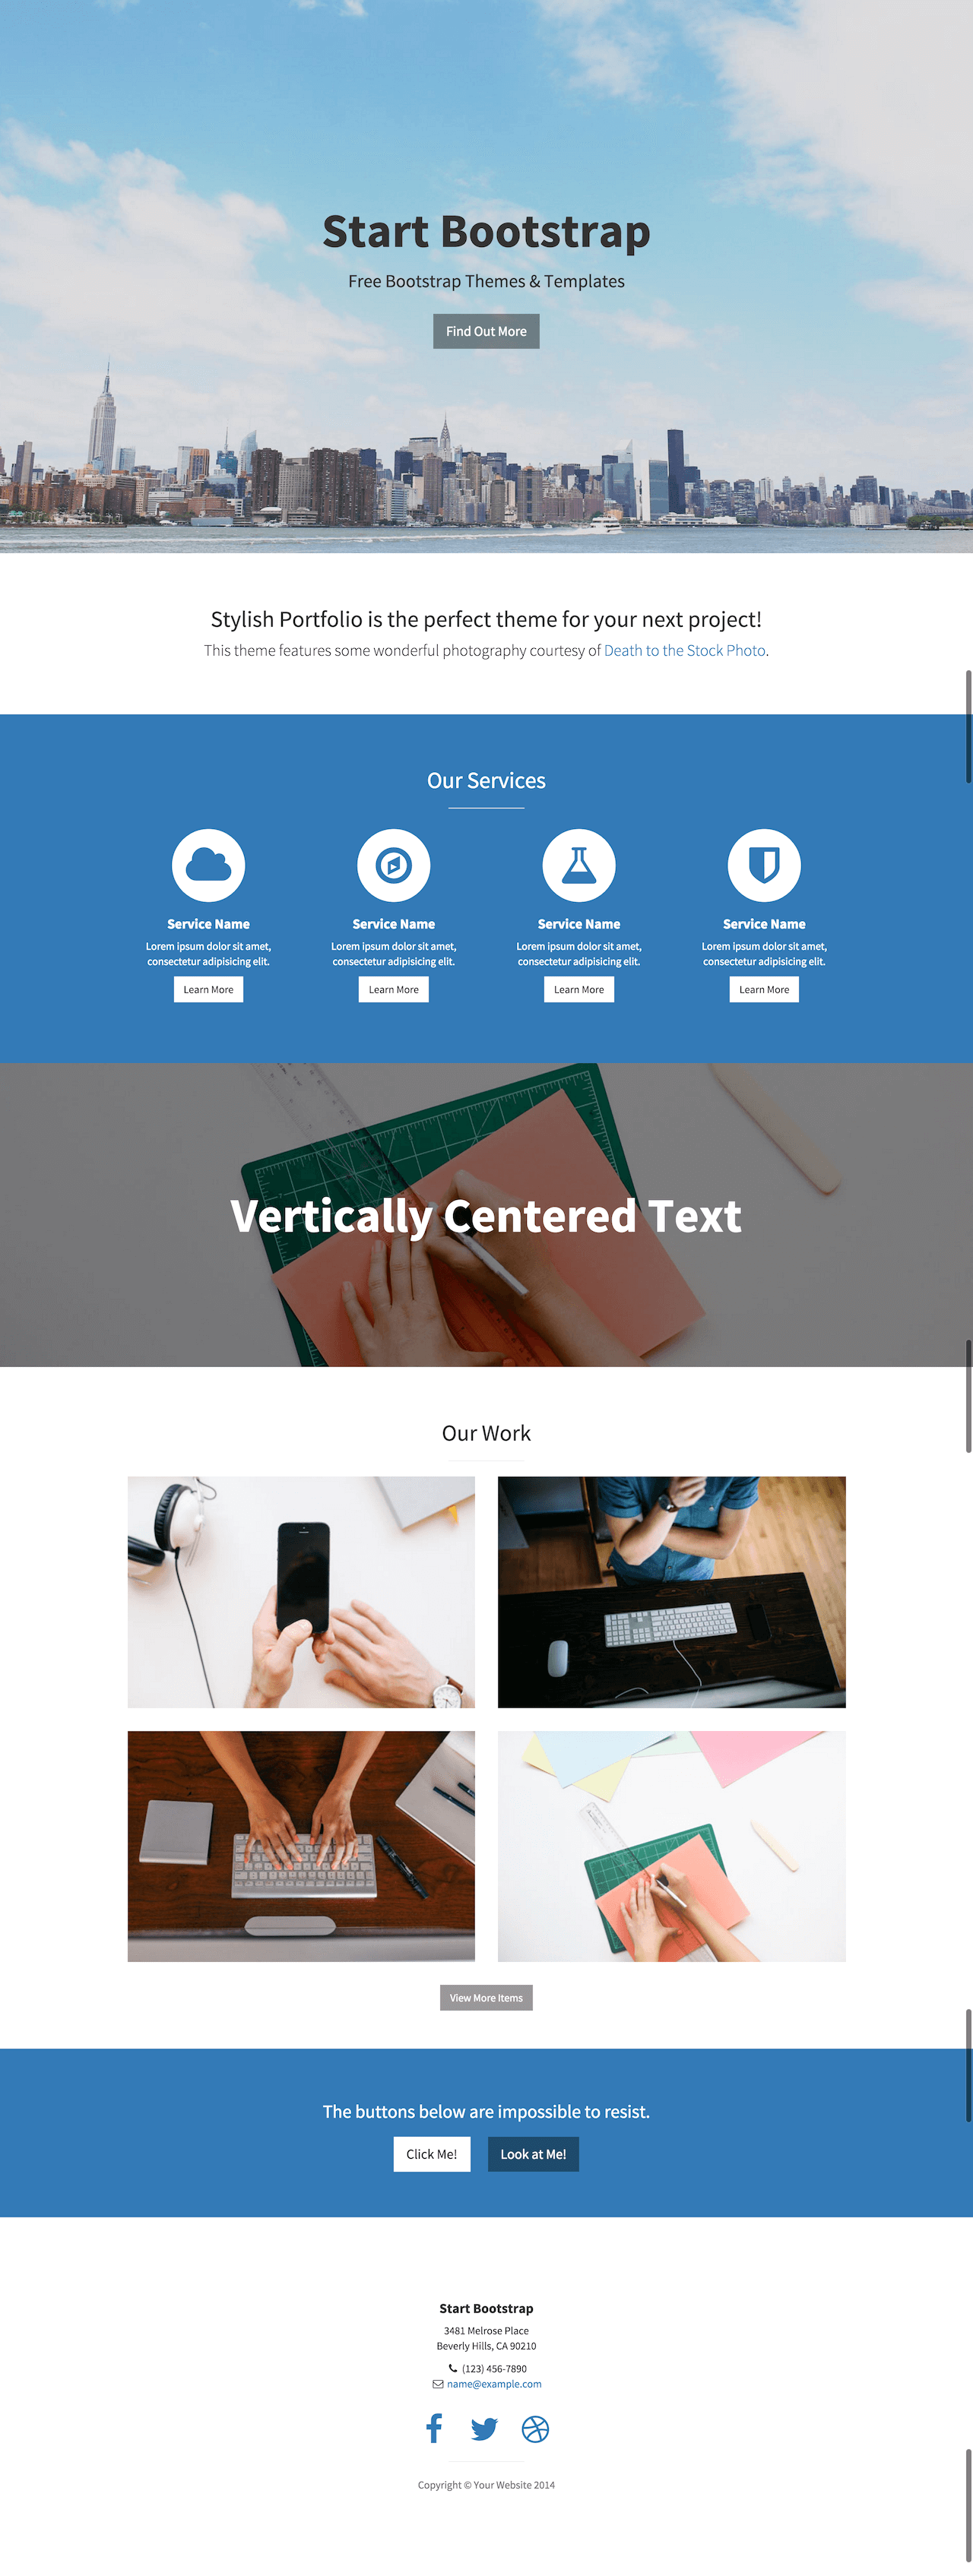 Start Bootstrap
Free Bootstrap Themes & Templates
Find Out More
Stylish Portfolio is the perfect theme for your next project!
This theme features some wonderful photography courtesy of Death to the Stock Photo.
Our Services
Service Name
Lorem ipsum dolor sit amet,
consectetur adipisicing elit.
Learn More
Service Name
Lorem ipsum dolor sit amet,
consectetur adipisicing elit.
Learn More
Service Name
Lorem ipsum dolor sit amet,
consectetur adipisicing elit.
Learn More
Service Name
Lorem ipsum dolor sit amet,
consectetur adipisicing elit.
Learn More
Vertically Centered Text
Our Work
View More Items
The buttons below are impossible to resist.
Click Me!
Look at Me!
Start Bootstrap
3481 Melrose Place
Beverly Hills, CA 90210
(123) 456-7890
name@example.com
Copyright © Your Website 2014